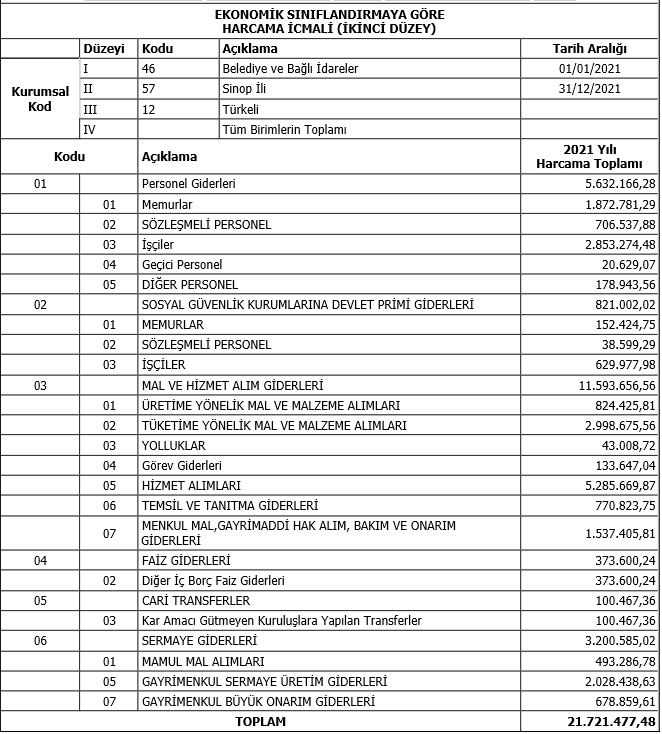 EKONOMİK SINIFLANDIRMAYA GÖRE
HARCAMA İCMALİ (İKİNCİ DÜZEY)
Düzeyi Kodu Açıklama Tarih Aralığı
Kurumsal Kod
I 46 Belediye ve Bağlı İdareler 01/01/2021
II 57 Sinop İli 31/12/2021
III 12 Türkeli
IV Tüm Birimlerin Toplamı
Kodu Açıklama 2021 Yılı Harcama Toplamı
01 Personel Giderleri 5.632.166,28
01 Memurlar 1.872.781,29
02 SÖZLEŞMELİ PERSONEL 706.537,88
03 İşçiler 2.853.274,48
04 Geçici Personel 20.629,07
05 DİĞER PERSONEL 178.943,56
02 SOSYAL GÜVENLİK KURUMLARINA DEVLET PRİMİ GİDERLERİ 821.002,02
01 MEMURLAR 152.424,75
02 SÖZLEŞMELİ PERSONEL 38.599,29
03 İŞÇİLER 629.977,98
03 MAL VE HİZMET ALIM GİDERLERİ 11.593.656,56
01 ÜRETİME YÖNELİK MAL VE MALZEME ALIMLARI 824.425,81
02 TÜKETİME YÖNELİK MAL VE MALZEME ALIMLARI 2.998.675,56
03 YOLLUKLAR 43.008,72
04 Görev Giderleri 133.647,04
05 HİZMET ALIMLARI 5.285.669,87
06 TEMSİL VE TANITMA GİDERLERİ 770.823,75
07 MENKUL MAL,GAYRİMADDİ HAK ALIM, BAKIM VE ONARIM
GİDERLERİ 1.537.405,81
04 FAİZ GİDERLERİ 373.600,24
02 Diğer İç Borç Faiz Giderleri 373.600,24
05 CARİ TRANSFERLER 100.467,36
03 Kar Amacı Gütmeyen Kuruluşlara Yapılan Transferler 100.467,36
06 SERMAYE GİDERLERİ 3.200.585,02
01 MAMUL MAL ALIMLARI 493.286,78
05 GAYRİMENKUL SERMAYE ÜRETİM GİDERLERİ 2.028.438,63
07 GAYRİMENKUL BÜYÜK ONARIM GİDERLERİ 678.859,61
TOPLAM 21.721.477,48